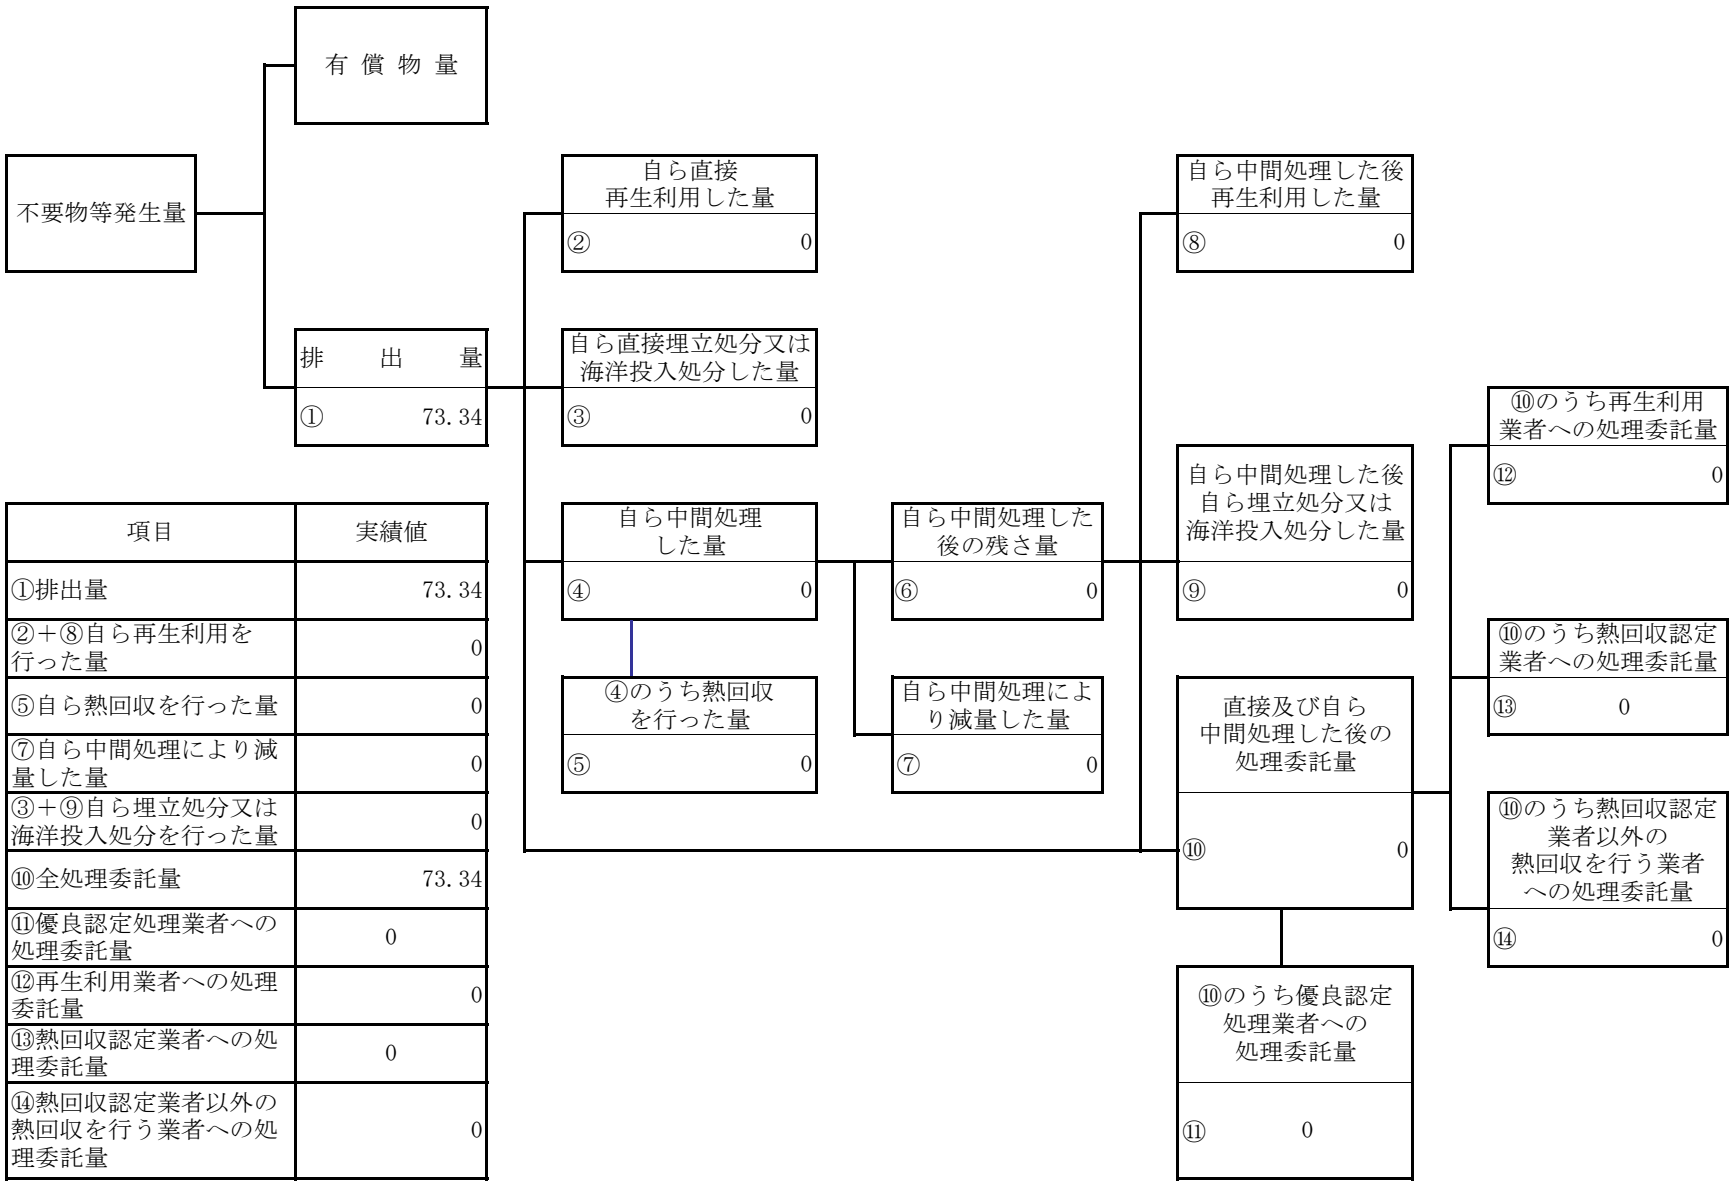 有償物量
不要物等発生量
排出量
① 73.34
自ら直接
再生利用した量
② 0
自ら直接埋立処分又は
海洋投入処分した量
③ 0
自ら中間処理
した量
④ 0
④のうち熱回収
を行った量
⑤ 0
自ら中間処理した
後の残さ量
⑥ 0
自ら中間処理によ
り減量した量
⑦ 0
自ら中間処理した後
再生利用した量
⑧ 0
自ら中間処理した後
自ら埋立処分又は
海洋投入処分した量
⑨ 0
直接及び自ら
中間処理した後の
処理委託量
⑩ 0
⑩のうち優良認定
処理業者への
処理委託量
⑪ 0
⑩のうち再生利用
業者への処理委託量
⑫ 0
⑩のうち熱回収認定
業者への処理委託量
⑬ 0
⑩のうち熱回収認定
業者以外の
熱回収を行う業者
への処理委託量
⑭ 0
項目 実績値
①排出量 73.34
②+⑧自ら再生利用を
行った量 0
⑤自ら熱回収を行った量 0
⑦自ら中間処理により減
量した量 0
③+⑨自ら埋立処分又は
海洋投入処分を行った量 0
⑩全処理委託量 73.34
⑪優良認定処理業者への
処理委託量 0
⑫再生利用業者への処理
委託量 0
⑬熱回収認定業者への処
理委託量 0
⑭熱回収認定業者以外の
熱回収を行う業者への処
理委託量 0